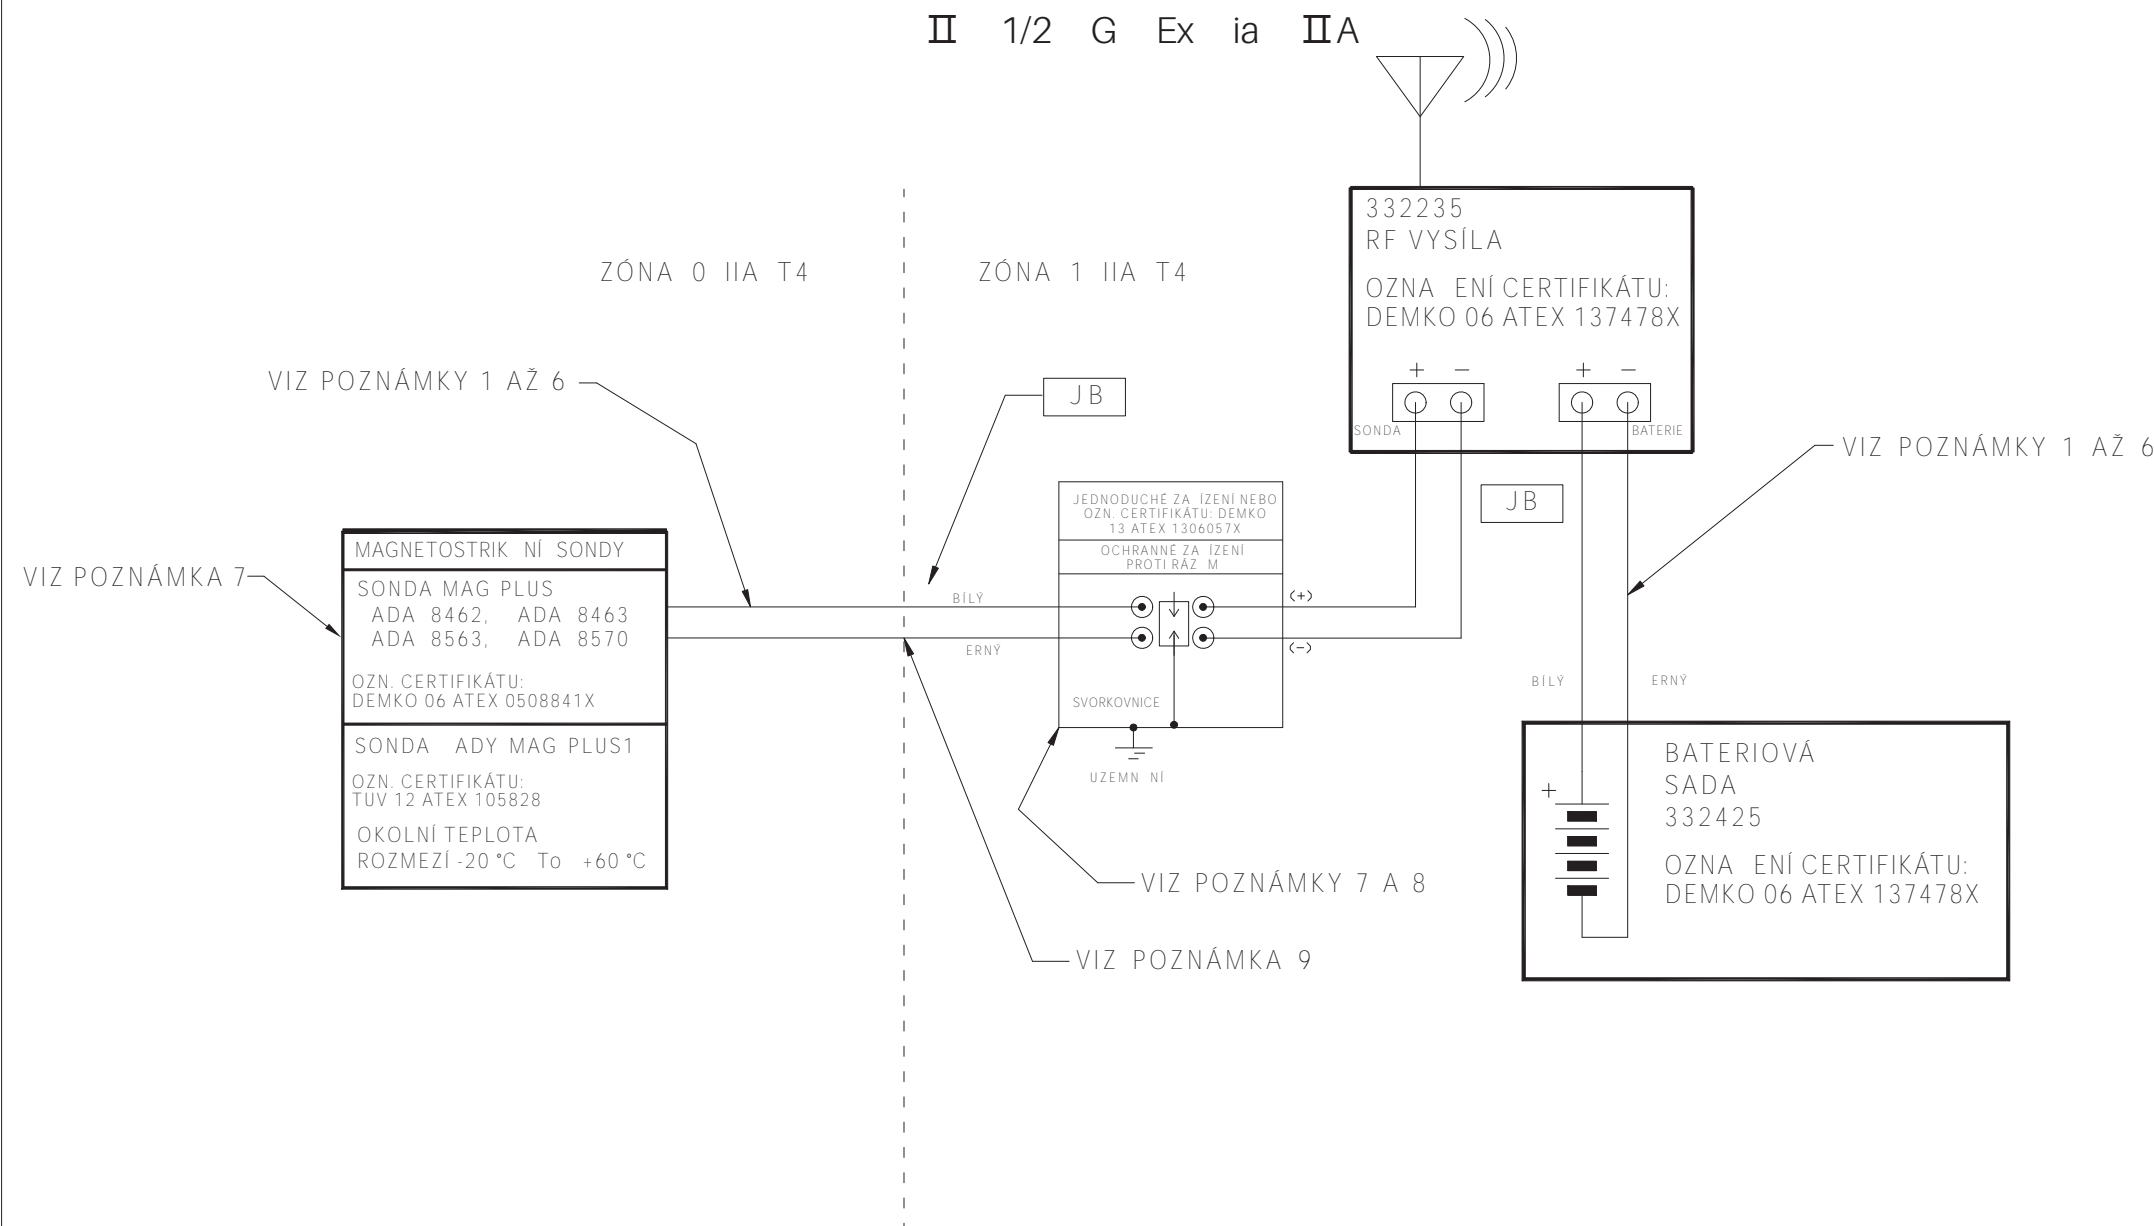 II 1/2 G Ex ia IIA
332235
RF VYSÍLA
OZNA ENÍ CERTIFIKÁTU:
DEMKO 06 ATEX 137478X
+ − + −
SONDA
BATERIE
ZÓNA 0 IIA T4
ZÓNA 1 IIA T4
VIZ POZNÁMKY 1 AŽ 6
JB
VIZ POZNÁMKY 1 AŽ 6
JB
JEDNODUCHÉ ZA ÍZENÍ NEBO
OZN. CERTIFIKÁTU: DEMKO
13 ATEX 1306057X
OCHRANNÉ ZA ÍZENÍ
PROTI RÁZ M
VIZ POZNÁMKA 7
MAGNETOSTRIK NÍ SONDY
SONDA MAG PLUS
ADA 8462, ADA 8463
ADA 8563, ADA 8570
OZN. CERTIFIKÁTU:
DEMKO 06 ATEX 0508841X
SONDA ADY MAG PLUS1
OZN. CERTIFIKÁTU:
TUV 12 ATEX 105828
OKOLNÍ TEPLOTA
ROZMEZÍ -20 °C To +60 °C
BÍLÝ
ERNÝ
(+)
(−)
SVORKOVNICE
UZEMN NÍ
BÍLÝ
ERNÝ
+
BATERIOVÁ
SADA
332425
OZNA ENÍ CERTIFIKÁTU:
DEMKO 06 ATEX 137478X
VIZ POZNÁMKY 7 A 8
VIZ POZNÁMKA 9